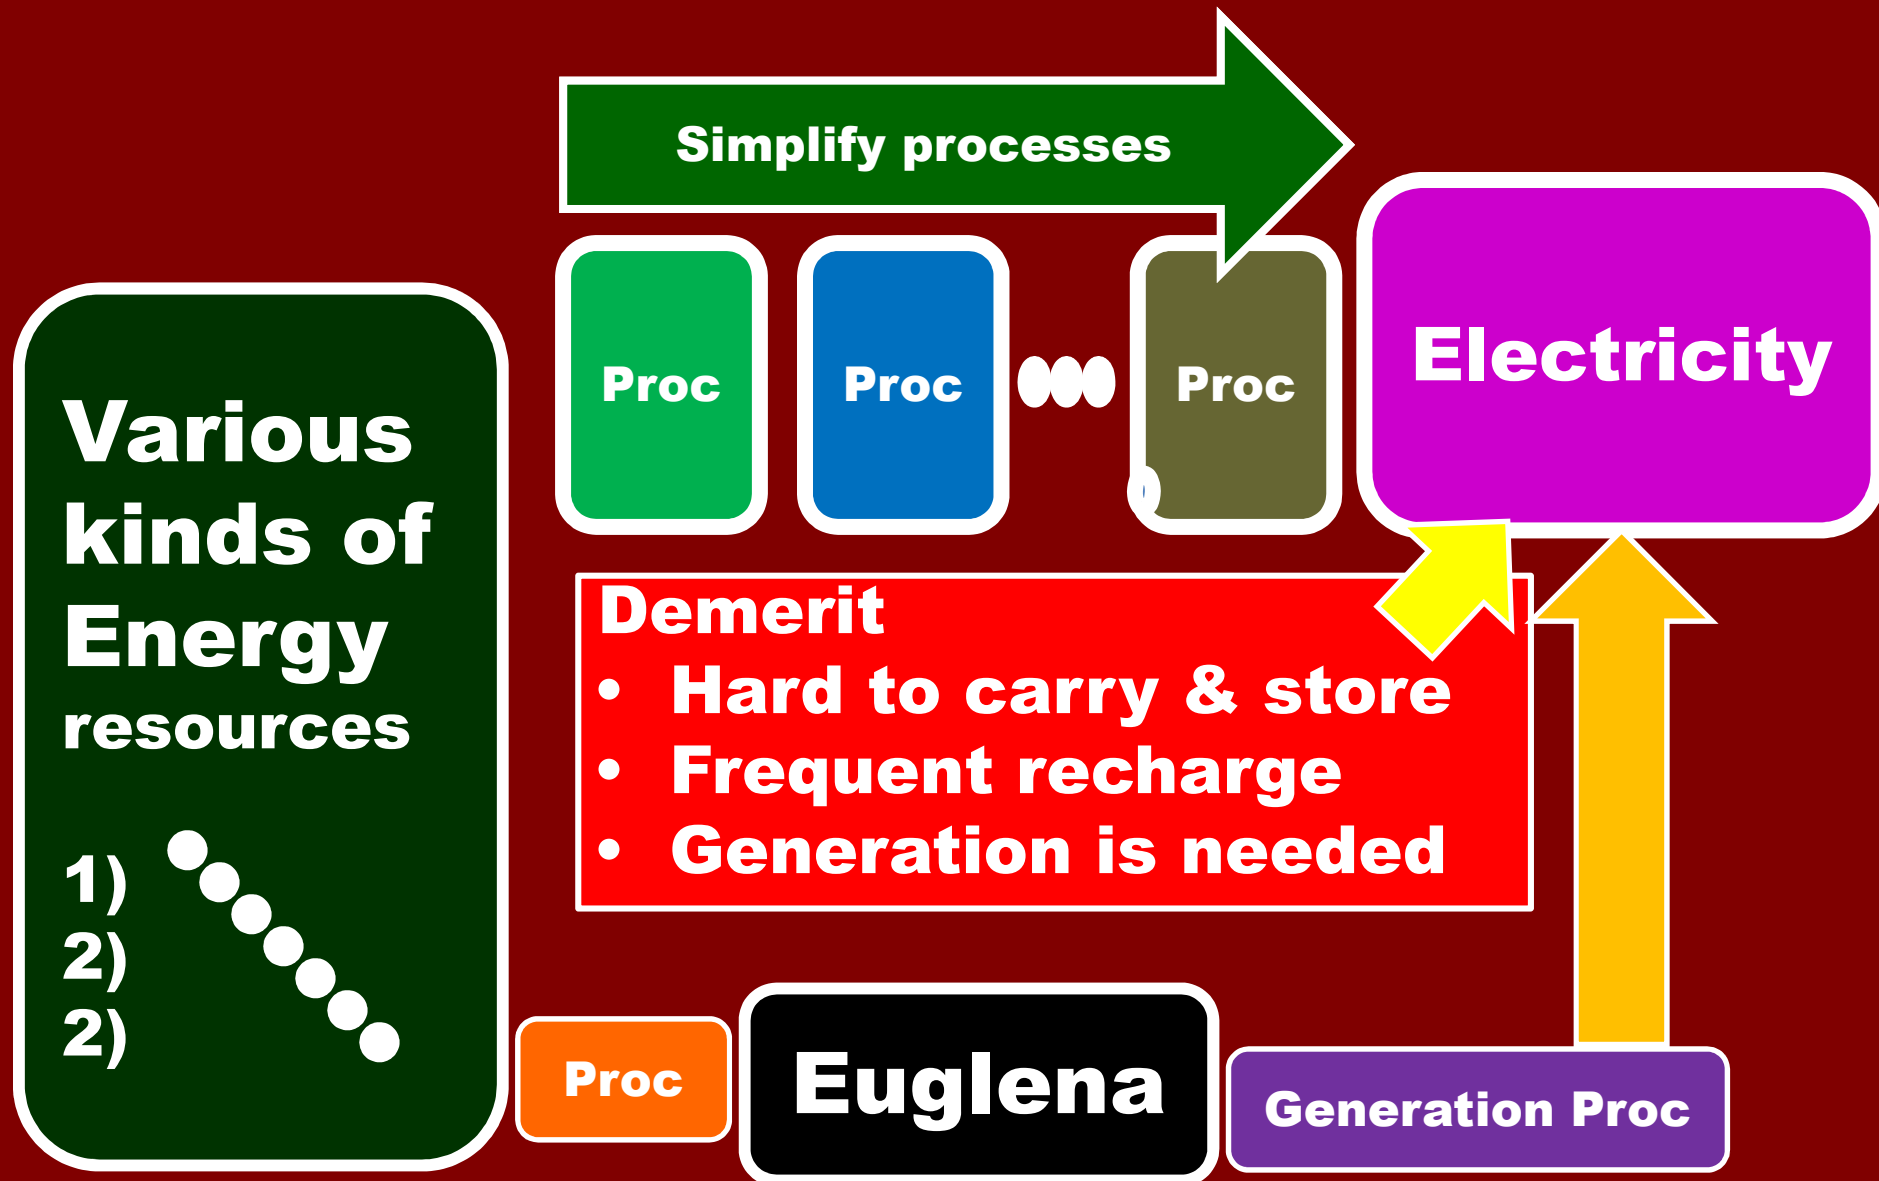 Simplify processes
Proc
Proc
Proc
Electricity
Various
kinds of
Energy
resources
1)
2)
2)
Demerit
• Hard to carry & store
• Frequent recharge
• Generation is needed
Proc
Euglena
Generation Proc